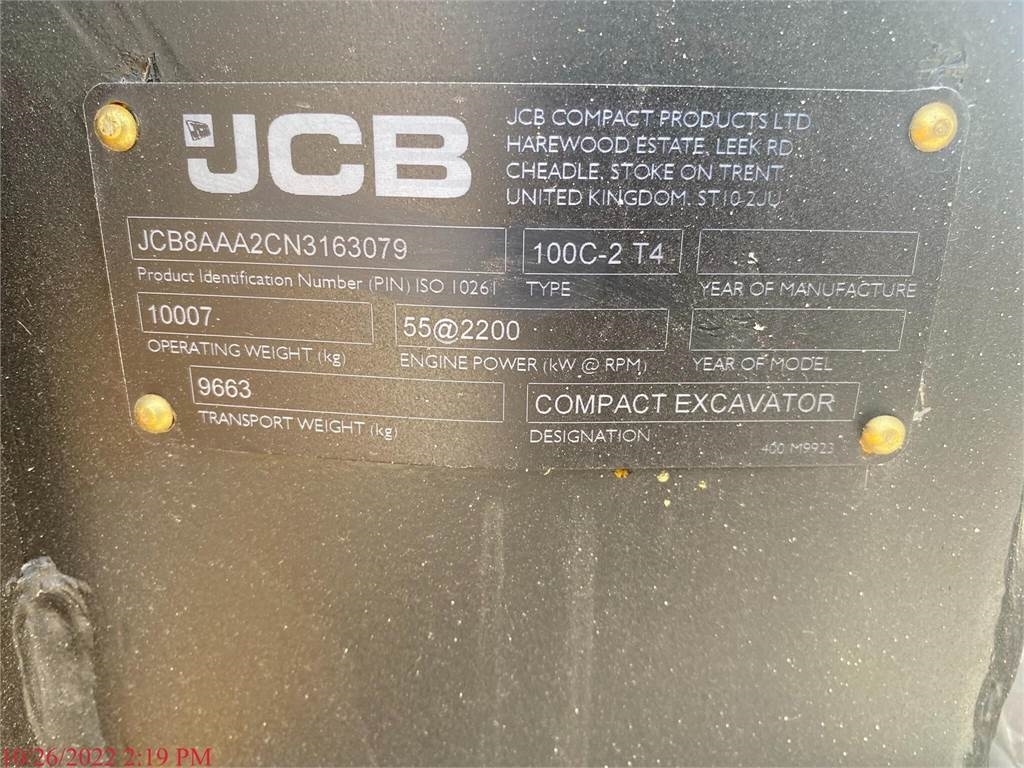 JCB
JCB COMPACT PRODUCTS LTD
HAREWOOD ESTATE, LEEK RD
CHEADLE, STOKE ON TRENT
UNITED KINGDOM, ST10 2JU
JCB8AAA2CN3163079
Product Identification Number (PIN) ISO 10261
100C-2 T4
TYPE
YEAR OF MANUFACTURE
10007
OPERATING WEIGHT (kg)
55@2200
ENGINE POWER (kW @ RPM)
YEAR OF MODEL
9663
TRANSPORT WEIGHT (kg)
COMPACT EXCAVATOR
DESIGNATION
400/M9923
10/26/2022 2:19 PM